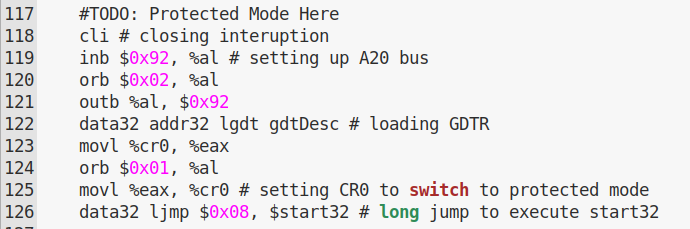 117 #TODO: Protected Mode Here
118 cli # closing interuption
119 inb $0x92, %al # setting up A20 bus
120 orb $0x02, %al
121 outb %al, $0x92
122 data32 addr32 lgdt gdtDesc # loading GDTR
123 movl %cr0, %eax
124 orb $0x01, %al
125 movl %eax, %cr0 # setting CR0 to switch to protected mode
126 data32 ljmp $0x08, $start32 # long jump to execute start32